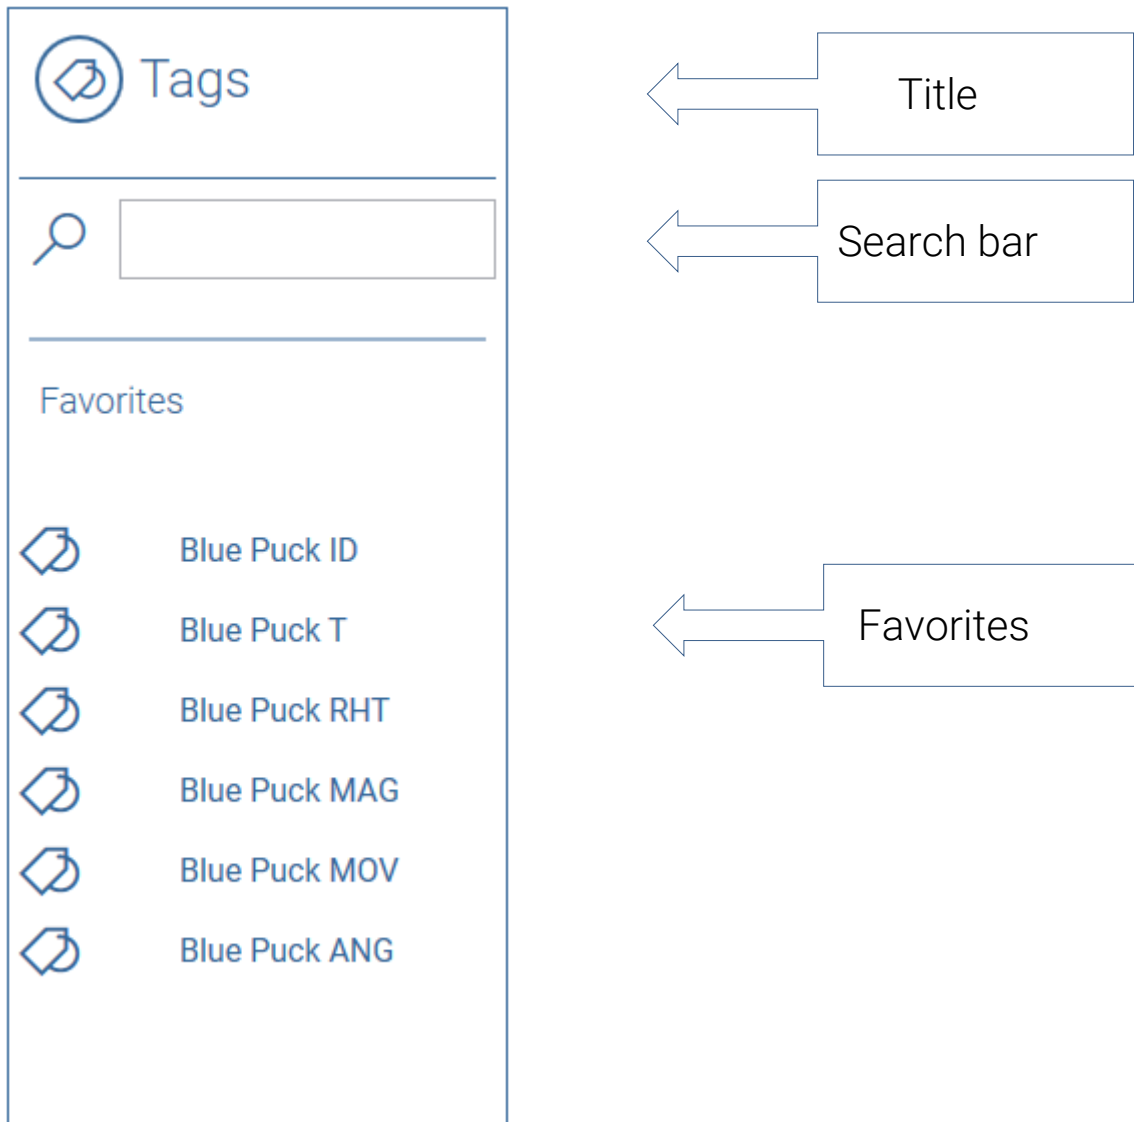 Tags
Title
Search bar
Favorites
Blue Puck ID
Blue Puck T
Favorites
Blue Puck RHT
Blue Puck MAG
Blue Puck MOV
Blue Puck ANG